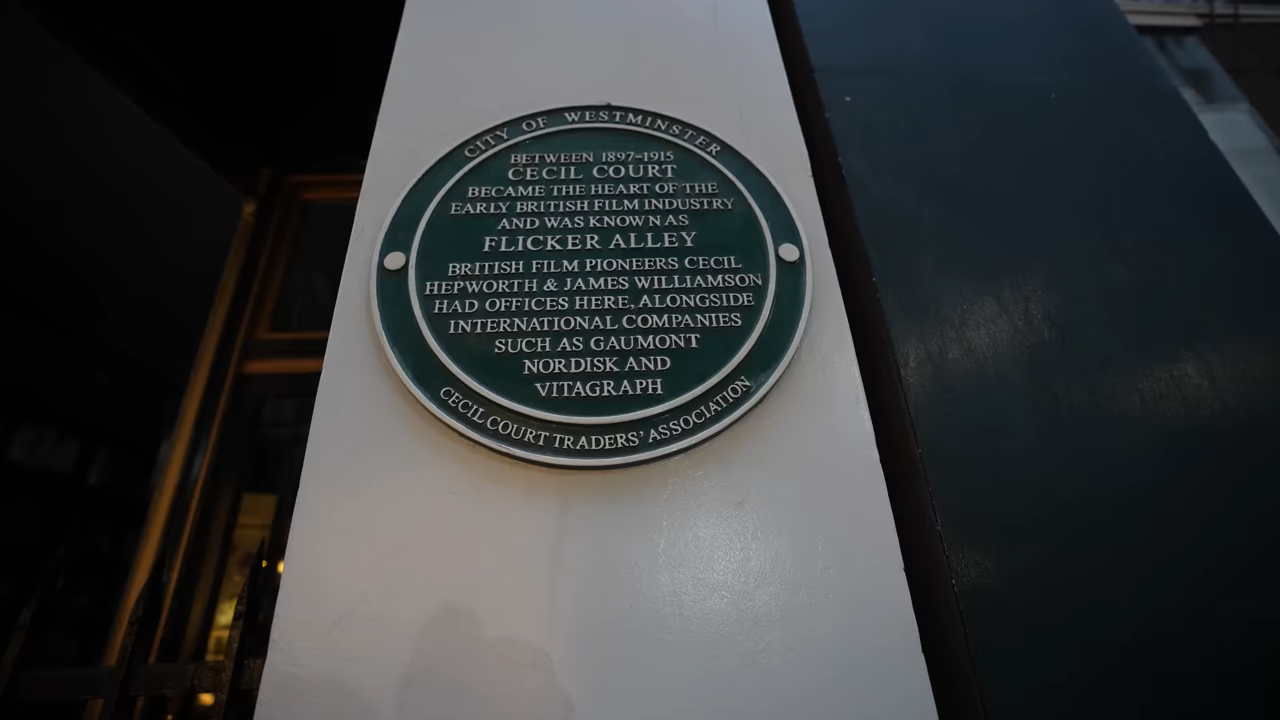 CITY OF WESTMINSTER
BETWEEN 1897-1915
CECIL COURT
BECAME THE HEART OF THE
EARLY BRITISH FILM INDUSTRY
AND WAS KNOWN AS
FLICKER ALLEY
BRITISH FILM PIONEERS CECIL
HEPWORTH & JAMES WILLIAMSON
HAD OFFICES HERE, ALONGSIDE
INTERNATIONAL COMPANIES
SUCH AS GAUMONT
NORDISK AND
VITAGRAPH
CECIL COURT TRADERS' ASSOCIATION